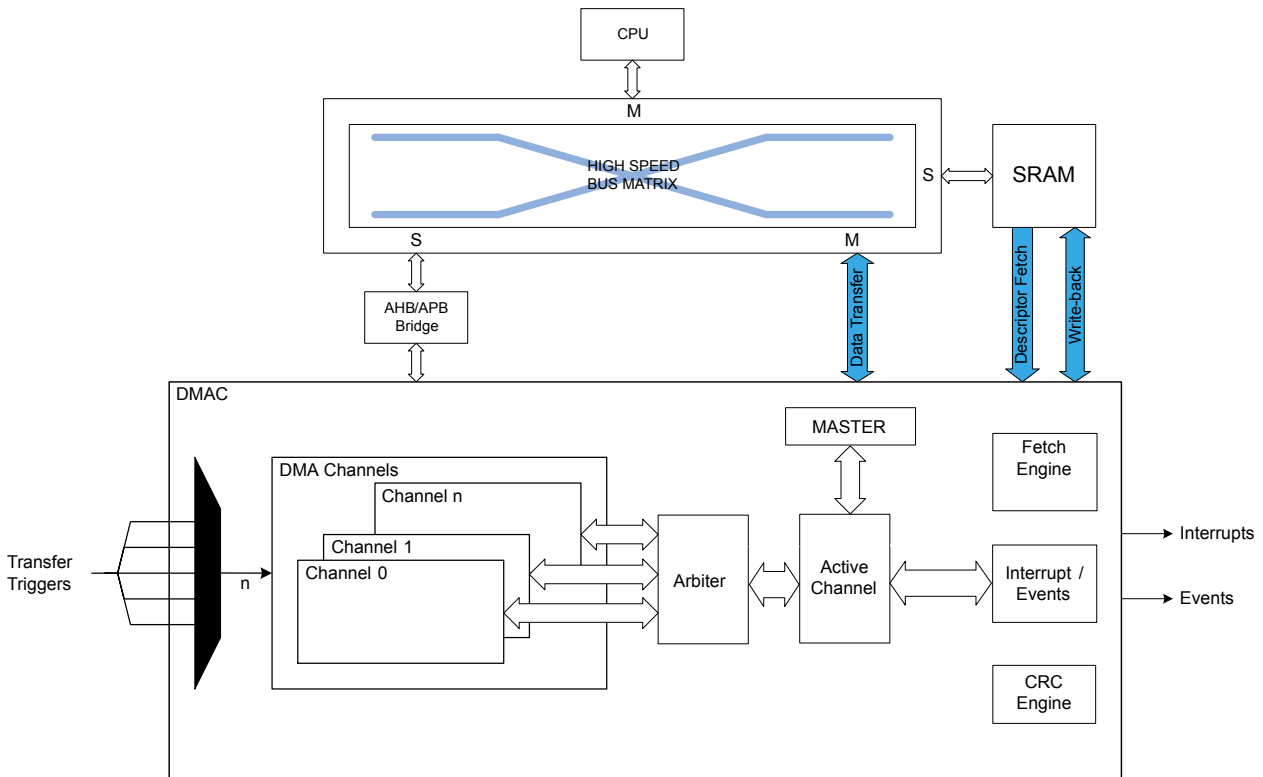 CPU
M
HIGH SPEED
BUS MATRIX
S
SRAM
S
M
AHB/APB
Bridge
Data Transfer
Descriptor Fetch
Write-back
DMAC
MASTER
Fetch
Engine
DMA Channels
Channel n
Channel 1
Channel 0
Transfer
Triggers
n
Arbiter
Active
Channel
Interrupt /
Events
Interrupts
Events
CRC
Engine